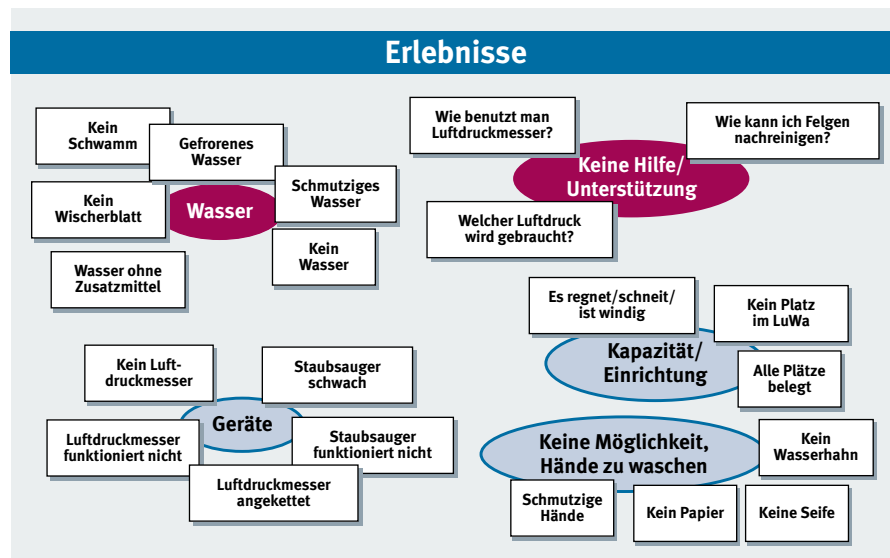 Erlebnisse
Kein
Schwamm
Gefrorenes
Wasser
Kein
Wischerblatt
Wasser
Schmutziges
Wasser
Kein
Wasser
Wasser ohne
Zusatzmittel
Wie benutzt man
Luftdruckmesser?
Wie kann ich Felgen
nachreinigen?
Keine Hilfe/
Unterstützung
Welcher Luftdruck
wird gebraucht?
Es regnet/schneit/
ist windig
Kein Platz
im LuWa
Kapazität/
Einrichtung
Alle Plätze
belegt
Kein Luft-
druckmesser
Staubsauger
schwach
Geräte
Luftdruckmesser
funktioniert nicht
Staubsauger
funktioniert nicht
Luftdruckmesser
angekettet
Keine Möglichkeit,
Hände zu waschen
Kein
Wasserhahn
Schmutzige
Hände
Kein Papier
Keine Seife